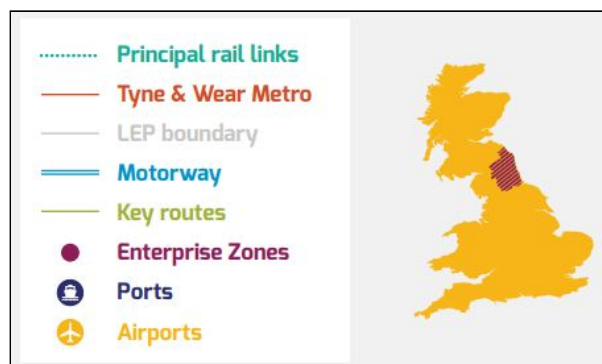 Principal rail links
Tyne & Wear Metro
LEP boundary
Motorway
Key routes
Enterprise Zones
Ports
Airports